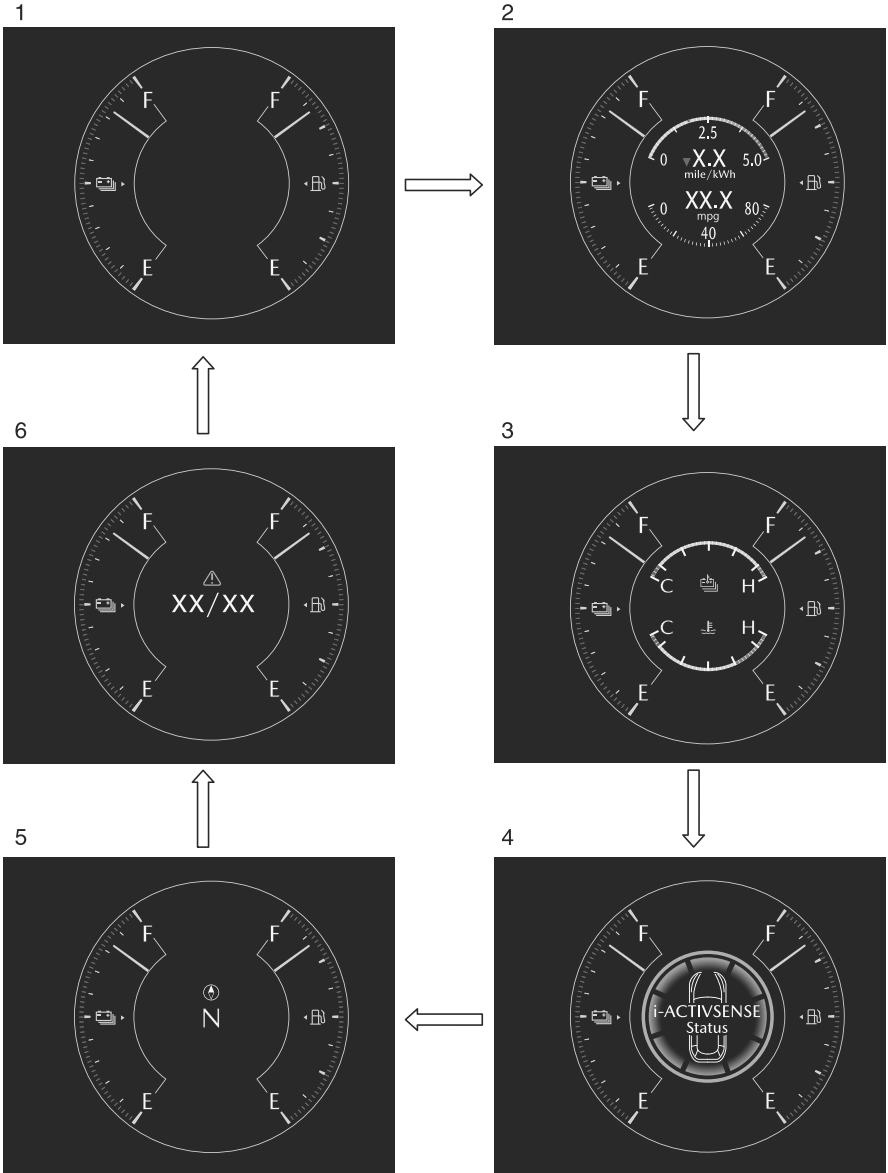 1
F F
E E
2
F F
2.5
0 ▼X.X 5.0
mile/kWh
0 XX.X 80
mpg
40
E E
6
F F
XX/XX
E E
3
F F
C H
C H
E E
5
F F
N
E E
4
F F
i-ACTIVSENSE
Status
E E